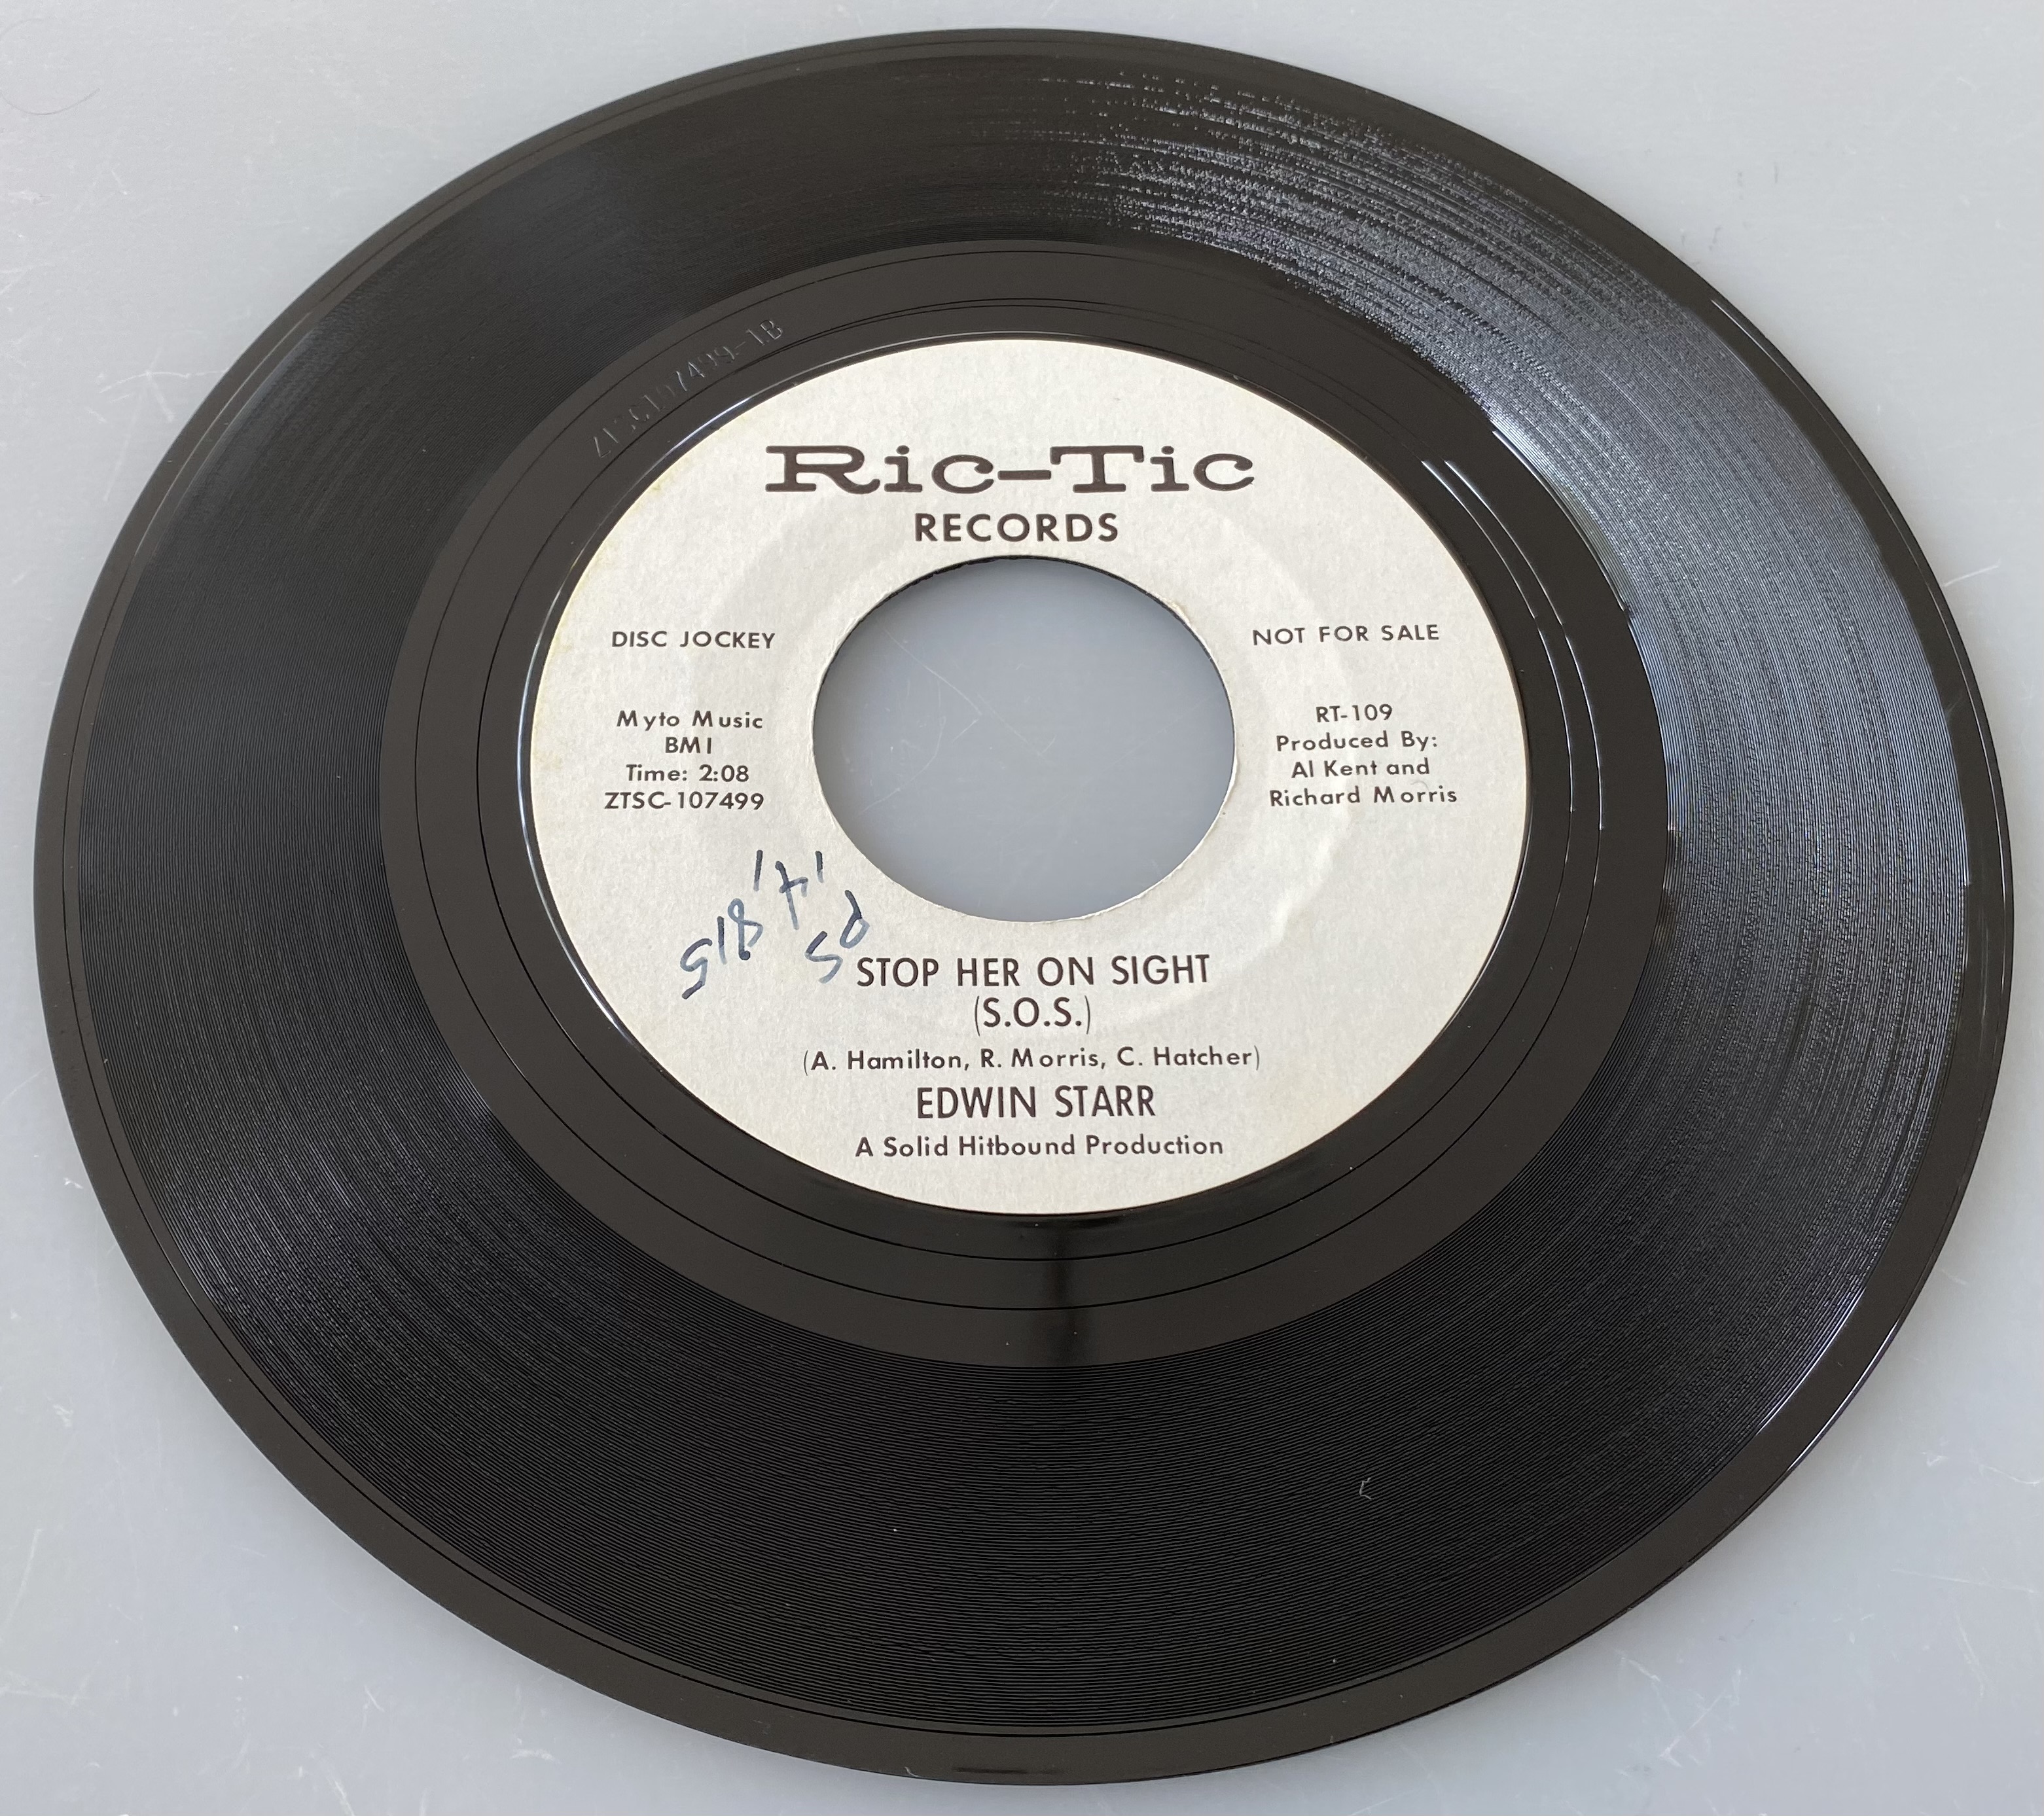 Ric-Tic
RECORDS
DISC JOCKEY
NOT FOR SALE
Myto Music
BMI
Time: 2:08
ZTSC-107499
RT-109
Produced By:
Al Kent and
Richard Morris
STOP HER ON SIGHT
(S.O.S.)
(A. Hamilton, R. Morris, C. Hatcher)
EDWIN STARR
A Solid Hitbound Production